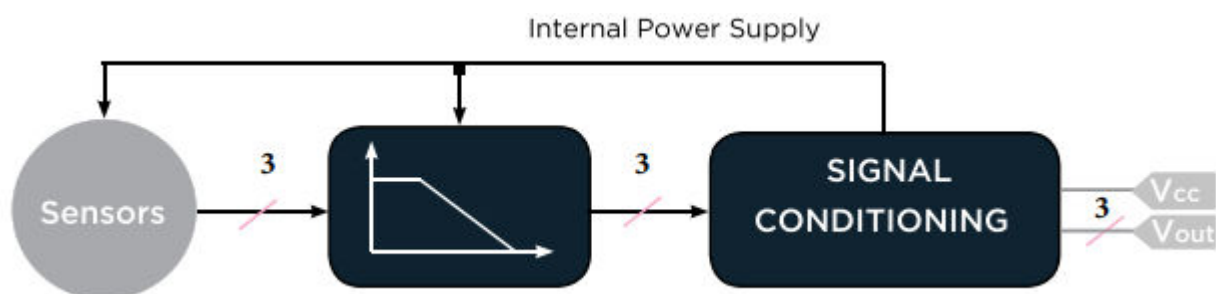 Internal Power Supply
Sensors
3
3
SIGNAL
CONDITIONING
3
Vcc
Vout